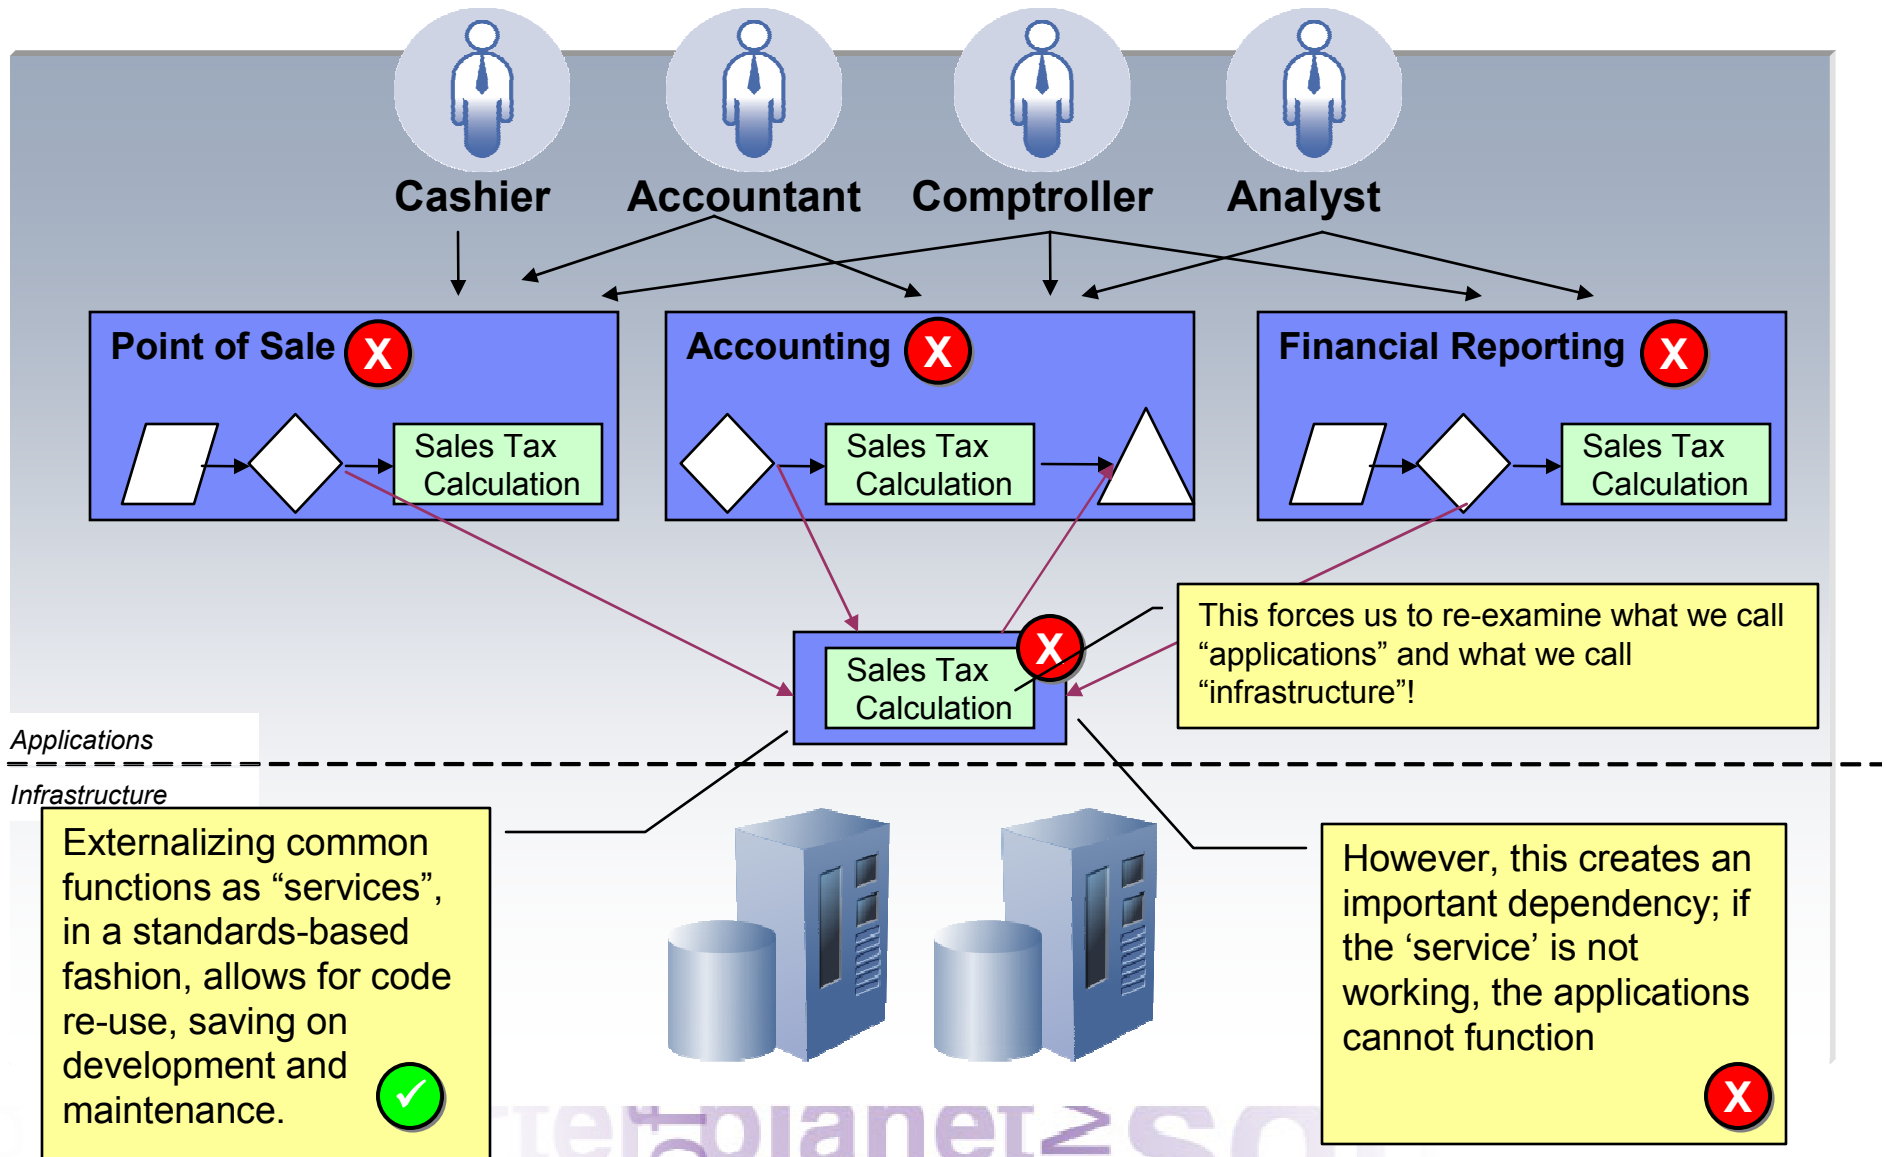 Cashier
Accountant
Comptroller
Analyst
Point of Sale
X
Accounting
X
Financial Reporting
X
Sales Tax
Calculation
Sales Tax
Calculation
Sales Tax
Calculation
This forces us to re-examine what we call
“applications” and what we call
“infrastructure”!
Sales Tax
Calculation
X
Applications
Infrastructure
Externalizing common
functions as “services”,
in a standards-based
fashion, allows for code
re-use, saving on
development and
maintenance.
However, this creates an
important dependency; if
the ‘service’ is not
working, the applications
cannot function
X
planet